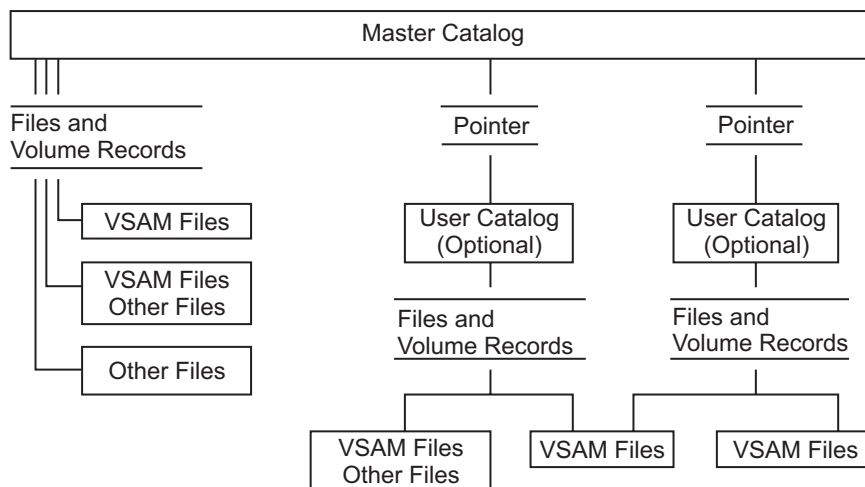 Master Catalog
Files and
Volume Records
VSAM Files
VSAM Files
Other Files
Other Files
Pointer
User Catalog
(Optional)
Files and
Volume Records
VSAM Files
Other Files
VSAM Files
Pointer
User Catalog
(Optional)
Files and
Volume Records
VSAM Files